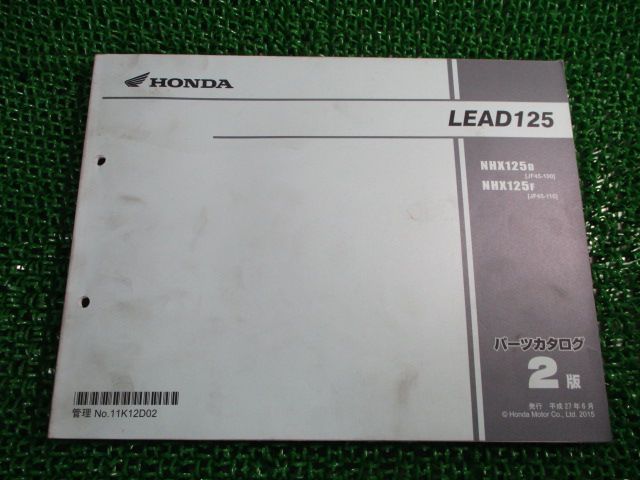 HONDA
LEAD125
NHX125D
[JF45-100]
NHX125F
[JF45-110]
パーツカタログ
2版
発行 平成27年6月
© Honda Motor Co., Ltd. 2015
管理 No.11K12D02